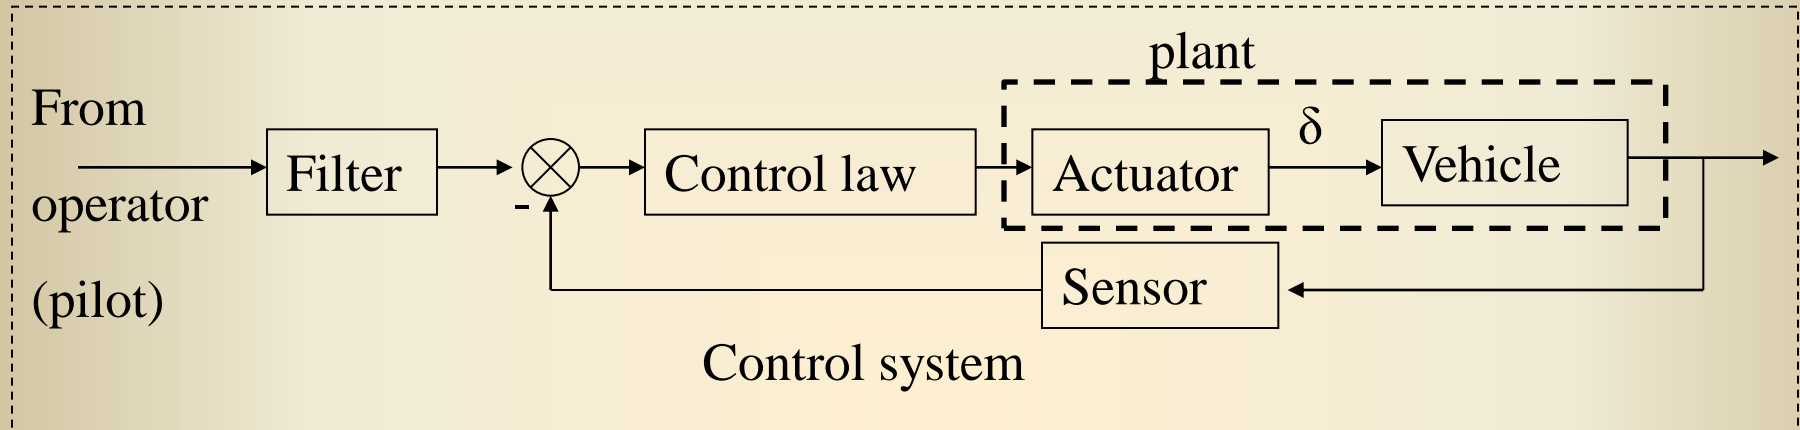 plant
From
operator
(pilot)
Filter
-
Control law
Actuator
δ
Vehicle
Sensor
Control system